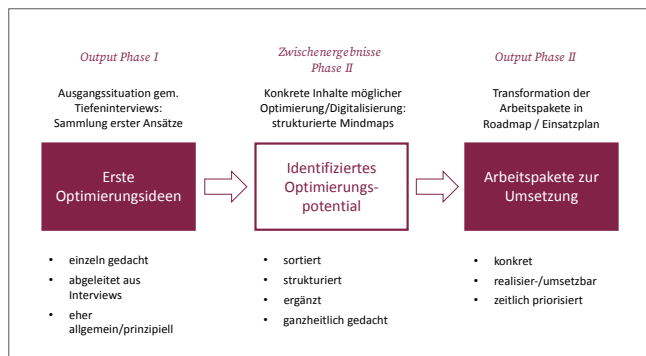 Output Phase I
Ausgangssituation gem.
Tiefeninterviews:
Sammlung erster Ansätze
Erste
Optimierungsideen
• einzeln gedacht
• abgeleitet aus
Interviews
• eher
allgemein/prinzipiell
Zwischenergebnisse
Phase II
Konkrete Inhalte möglicher
Optimierung/Digitalisierung:
strukturierte Mindmaps
Identifiziertes
Optimierungs-
potential
• sortiert
• strukturiert
• ergänzt
• ganzheitlich gedacht
Output Phase II
Transformation der
Arbeitspakete in
Roadmap / Einsatzplan
Arbeitspakete zur
Umsetzung
• konkret
• realisier-/umsetzbar
• zeitlich priorisiert